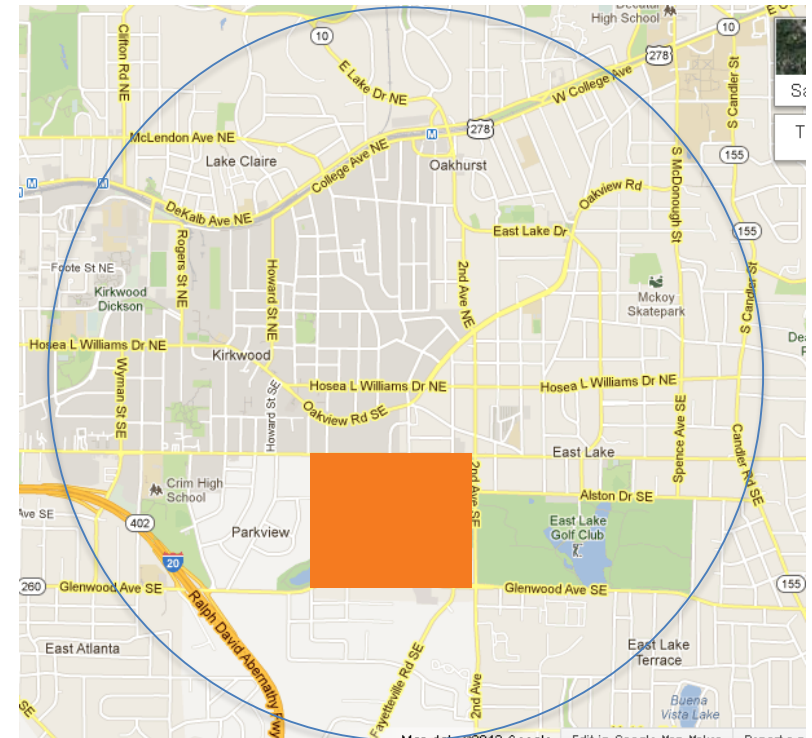 Decatur
High School
10
10
Clifton Rd NE
278
S Candler St
Sa
E Lake Dr NE
W College Ave
T
McLendon Ave NE
278
M
Lake Claire
College Ave NE
Oakhurst
155
S McDonough St
M
M
DeKalb Ave NE
Oakview Rd
East Lake Dr
155
Rogers St NE
Foote St NE
Howard St NE
2nd Ave NE
S Candler St
Kirkwood
Dickson
Mckoy
Skatepark
Hosea L Williams Dr NE
Kirkwood
Wyman St SE
Hosea L Williams Dr NE
Hosea L Williams Dr NE
Howard St SE
Oakview Rd SE
Spence Ave SE
East Lake
Candler Rd SE
Crim High
School
2nd Ave SE
Alston Dr SE
Ave SE
402
Parkview
East Lake
Golf Club
20
260
Glenwood Ave SE
Glenwood Ave SE
155
Ralph David Abernathy Fwy
East Atlanta
Fayetteville Rd SE
East Lake
Terrace
2nd Ave
SE
Buena
Vista Lake